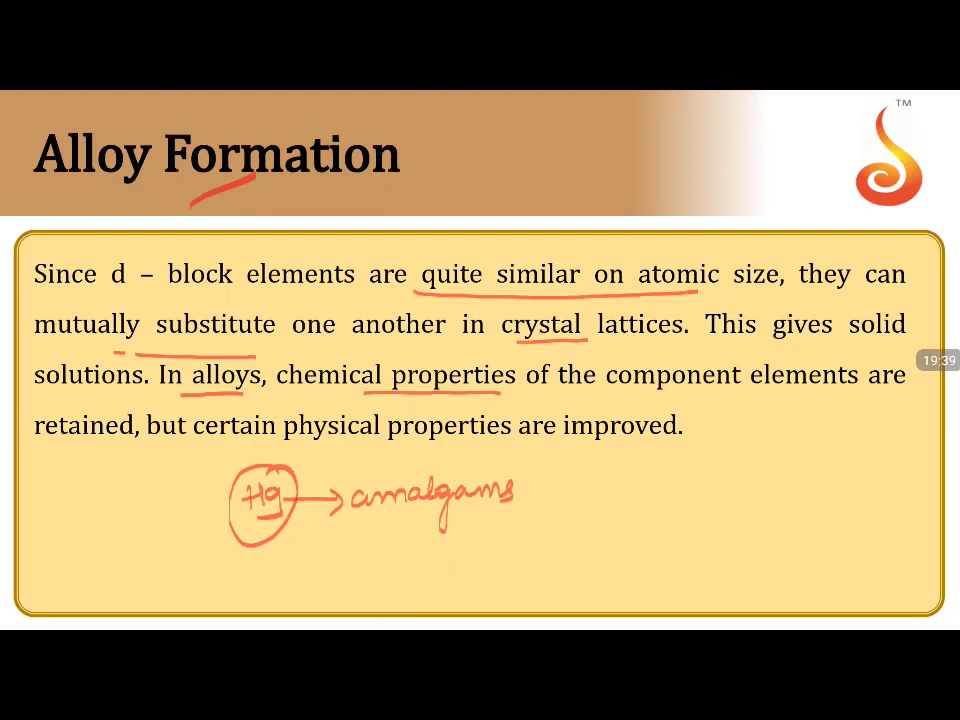 TM
Alloy Formation
Since d – block elements are quite similar on atomic size, they can
mutually substitute one another in crystal lattices. This gives solid
19:39
solutions. In alloys, chemical properties of the component elements are
retained, but certain physical properties are improved.
Hg → amalgams